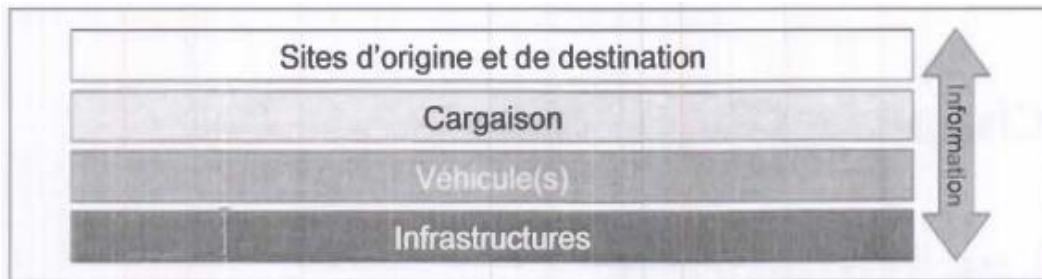 Sites d'origine et de destination
Cargaison
Véhicule(s)
Infrastructures
Information